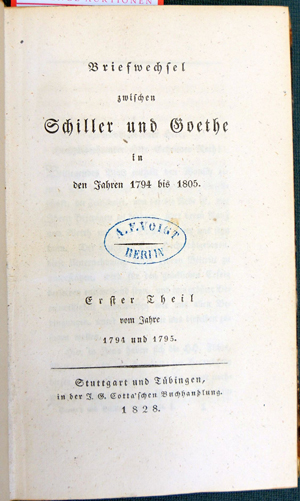 AUKTIONEN
Briefwechsel
zwischen
Schiller und Goethe
in
den Jahren 1794 bis 1805.
A.F.VOIGT
BERLIN
Erster Theil
vom Jahre
1794 und 1795.
Stuttgart und Tübingen,
in der J. G. Cotta'schen Buchhandlung.
1828.